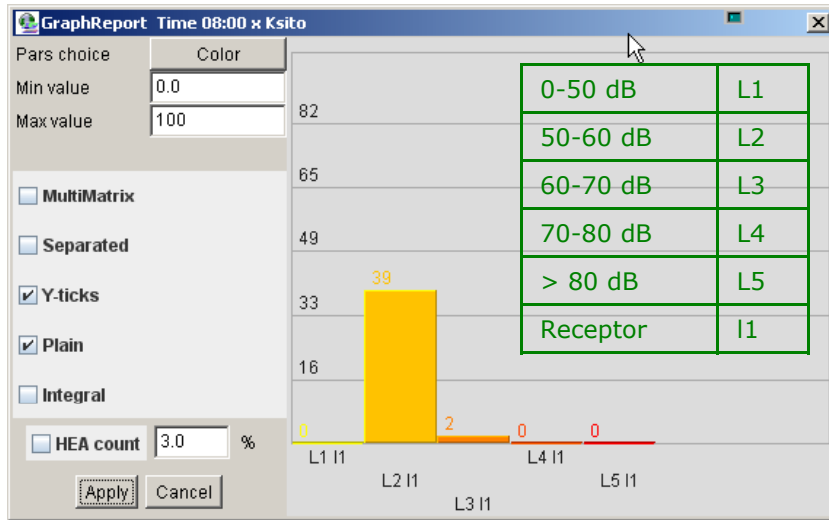 GraphReport Time 08:00 x Ksito
Pars choice
Color
Min value
0.0
Max value
100
MultiMatrix
Separated
Y-ticks
Plain
Integral
HEA count
3.0
%
Apply
Cancel
82
65
49
33
16
0
39
2
0
0
L1 l1
L2 l1
L3 l1
L4 l1
L5 l1
0-50 dB L1
50-60 dB L2
60-70 dB L3
70-80 dB L4
> 80 dB L5
Receptor l1